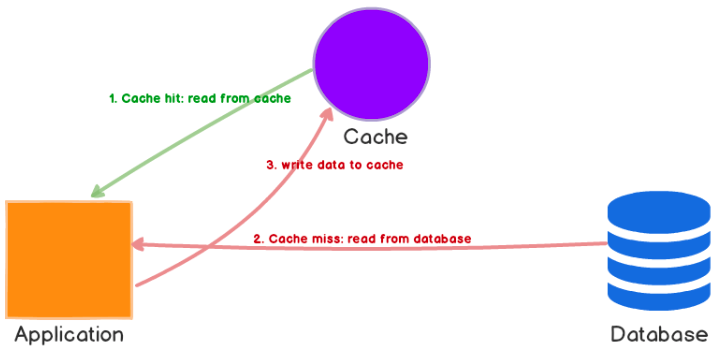 1. Cache hit: read from cache
Cache
3. write data to cache
2. Cache miss: read from database
Application
Database